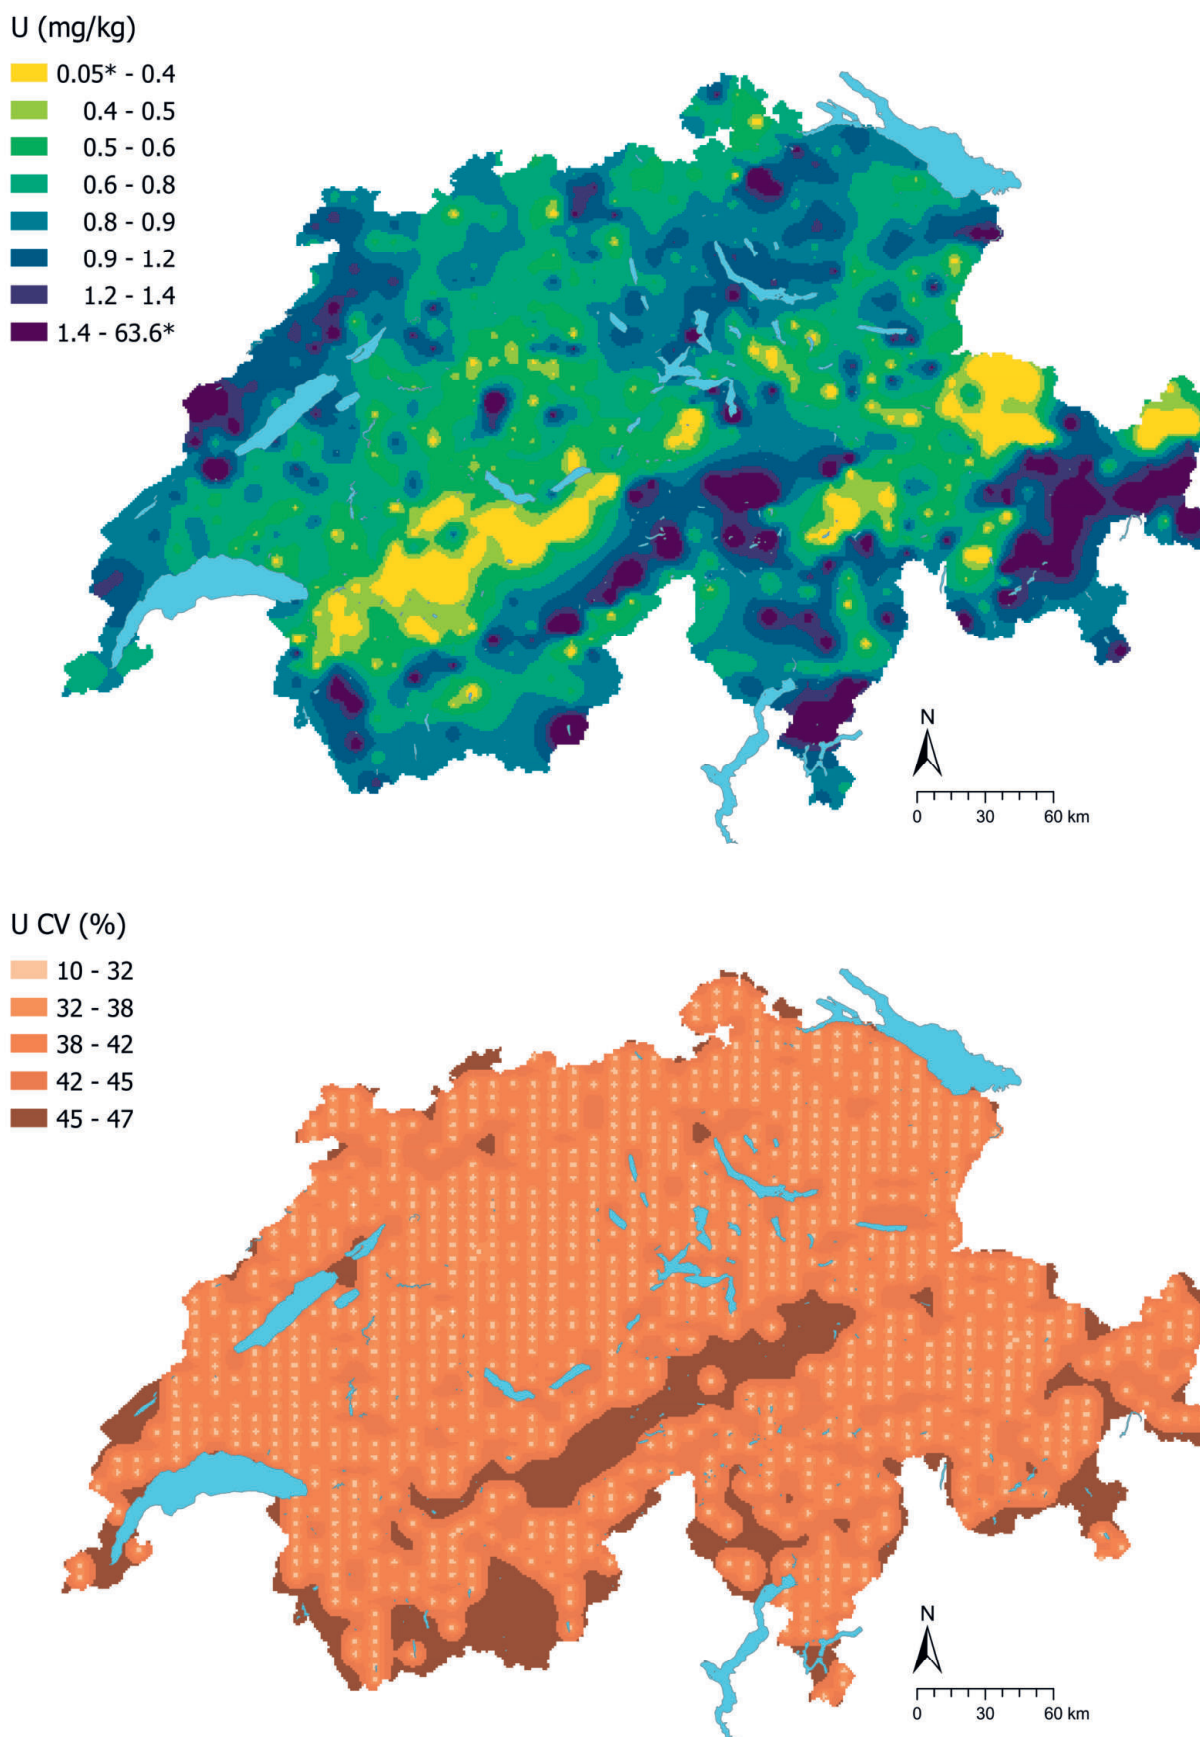 U (mg/kg)
0.05* - 0.4
0.4 - 0.5
0.5 - 0.6
0.6 - 0.8
0.8 - 0.9
0.9 - 1.2
1.2 - 1.4
1.4 - 63.6*
N
0 30 60 km
U CV (%)
10 - 32
32 - 38
38 - 42
42 - 45
45 - 47
N
0 30 60 km